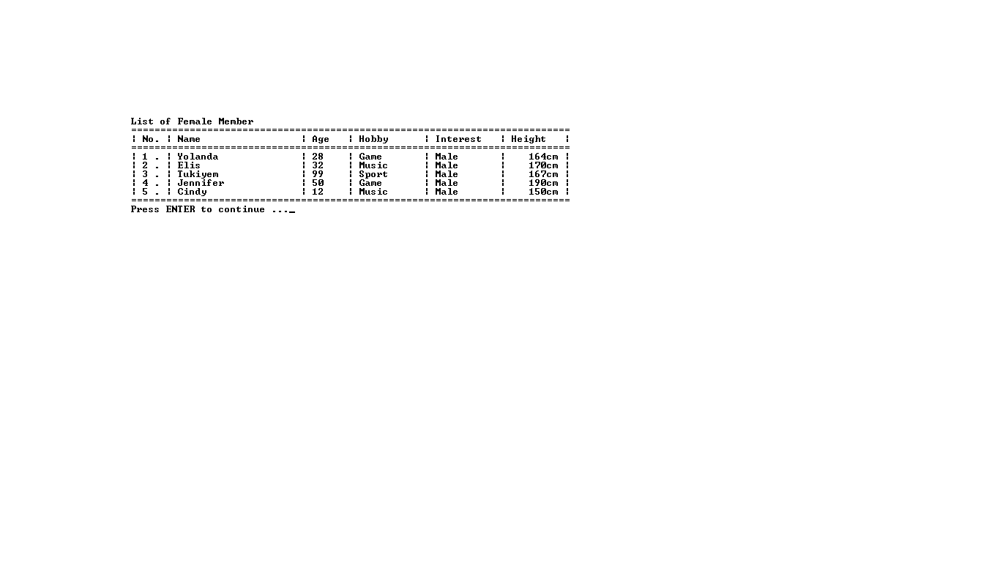 List of Female Member
===========================================================================
¦ No. ¦ Name                 ¦ Age   ¦ Hobby      ¦ Interest   ¦ Height   ¦
===========================================================================
¦ 1 . ¦ Yolanda              ¦ 28    ¦ Game       ¦ Male       ¦    164cm ¦
¦ 2 . ¦ Elis                 ¦ 32    ¦ Music      ¦ Male       ¦    170cm ¦
¦ 3 . ¦ Tukiyem              ¦ 99    ¦ Sport      ¦ Male       ¦    167cm ¦
¦ 4 . ¦ Jennifer             ¦ 50    ¦ Game       ¦ Male       ¦    190cm ¦
¦ 5 . ¦ Cindy                ¦ 12    ¦ Music      ¦ Male       ¦    150cm ¦
===========================================================================
Press ENTER to continue ..._